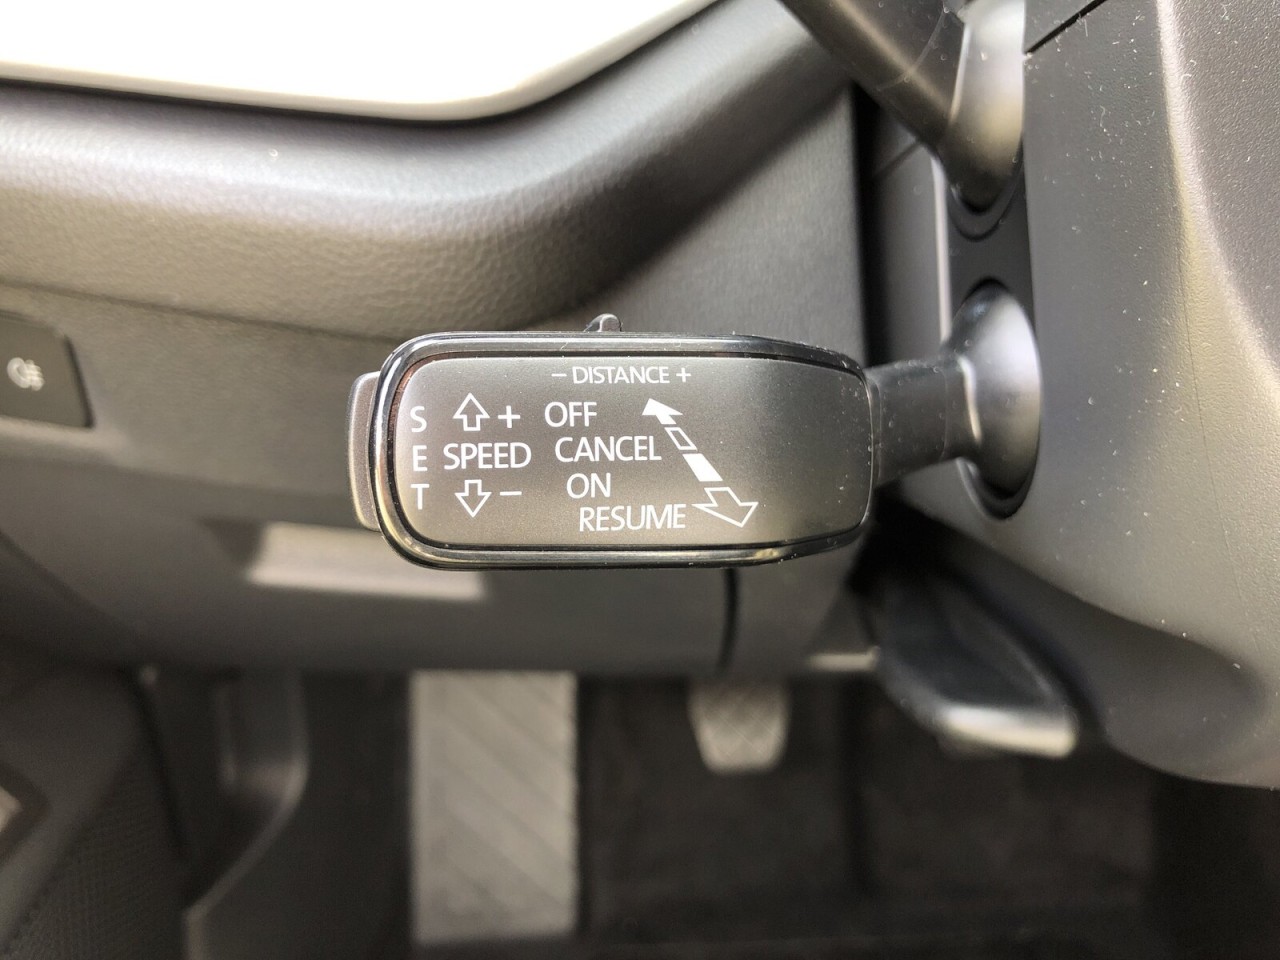 − DISTANCE +
S + OFF
E SPEED CANCEL
T − ON
RESUME